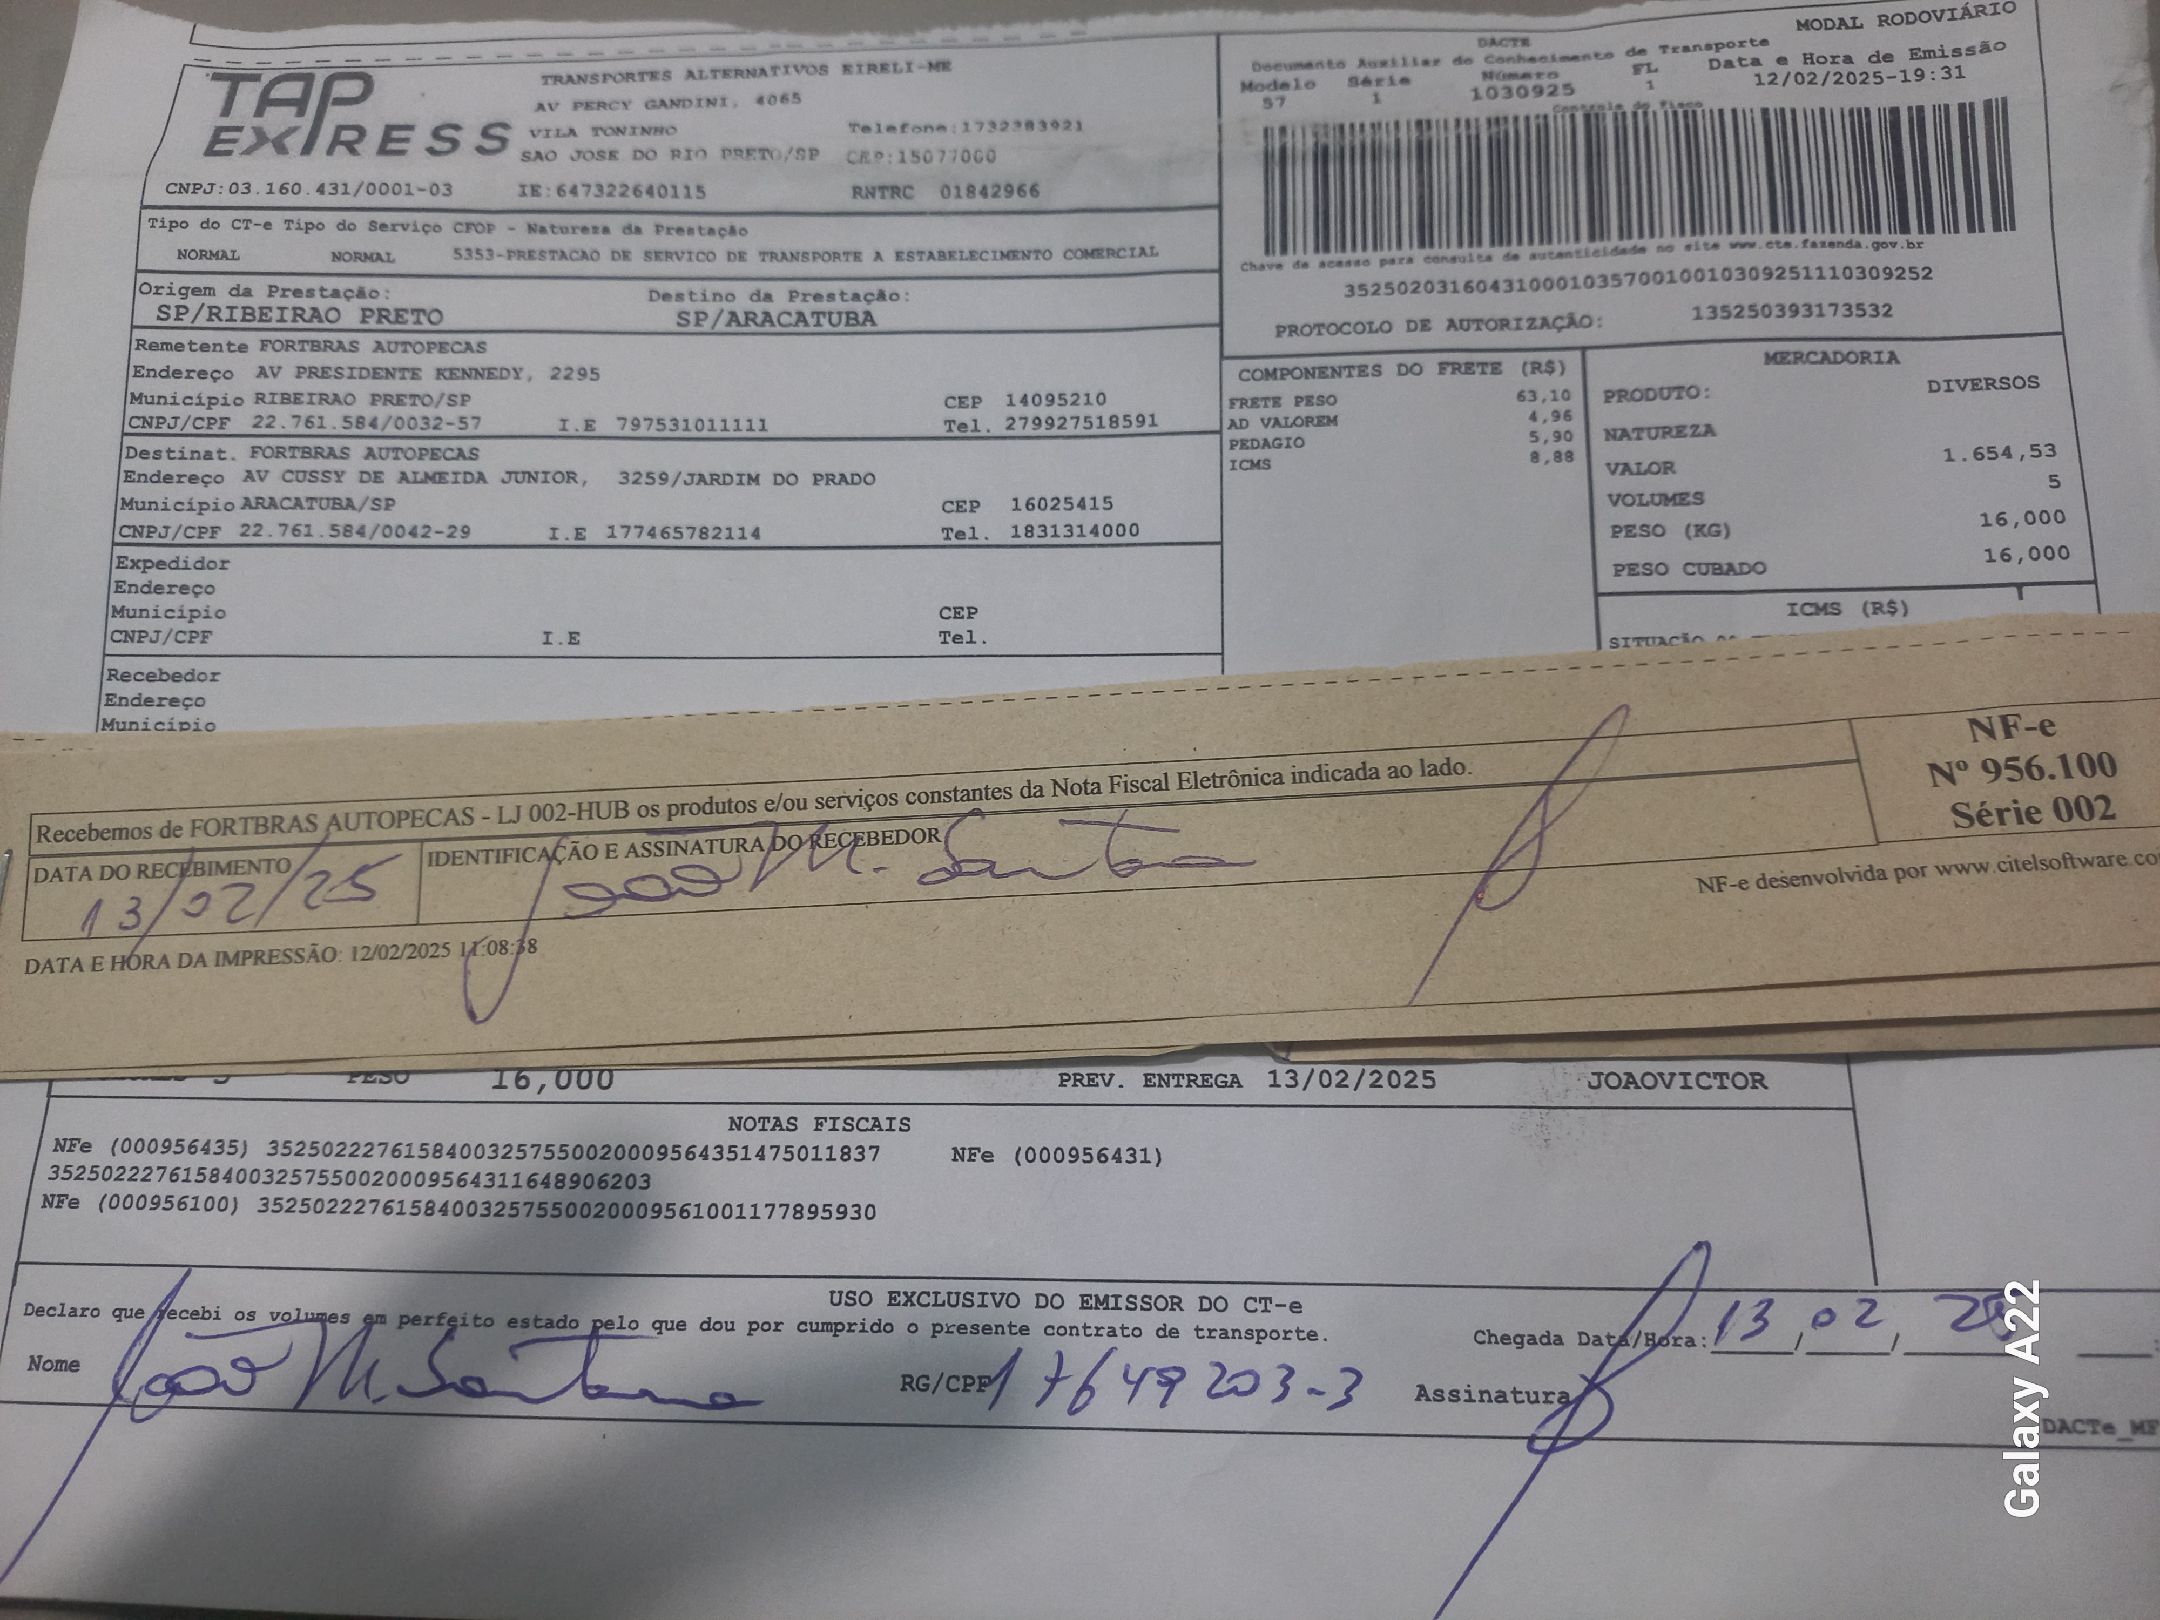 MODAL RODOVIÁRIO
TAP EXPRESS
TRANSPORTES ALTERNATIVOS EIRELI-ME
AV PERCY GANDINI, 4065
VILA TONINHO Telefone:1732383921
SAO JOSE DO RIO PRETO/SP CEP:15077000
CNPJ:03.160.431/0001-03 IE:647322640115 RNTRC 01842966
DACTE
Documento Auxiliar do Conhecimento de Transporte
Modelo Série Número FL Data e Hora de Emissão
57 1 1030925 1 12/02/2025-19:31
Controle do Fisco
Chave de acesso para consulta de autenticidade no site www.cte.fazenda.gov.br
35250203160431000103570010010309251110309252
PROTOCOLO DE AUTORIZAÇÃO: 135250393173532
Tipo do CT-e Tipo do Serviço CFOP - Natureza da Prestação
NORMAL NORMAL 5353-PRESTACAO DE SERVICO DE TRANSPORTE A ESTABELECIMENTO COMERCIAL
Origem da Prestação: Destino da Prestação:
SP/RIBEIRAO PRETO SP/ARACATUBA
Remetente FORTBRAS AUTOPECAS
Endereço AV PRESIDENTE KENNEDY, 2295
Município RIBEIRAO PRETO/SP CEP 14095210
CNPJ/CPF 22.761.584/0032-57 I.E 797531011111 Tel. 279927518591
Destinat. FORTBRAS AUTOPECAS
Endereço AV CUSSY DE ALMEIDA JUNIOR, 3259/JARDIM DO PRADO
Município ARACATUBA/SP CEP 16025415
CNPJ/CPF 22.761.584/0042-29 I.E 177465782114 Tel. 1831314000
Expedidor
Endereço
Município CEP
CNPJ/CPF I.E Tel.
Recebedor
Endereço
Município
COMPONENTES DO FRETE (R$)
FRETE PESO 63,10
AD VALOREM 4,96
PEDAGIO 5,90
ICMS 8,88
MERCADORIA
PRODUTO: DIVERSOS
NATUREZA
VALOR 1.654,53
VOLUMES 5
PESO (KG) 16,000
PESO CUBADO 16,000
ICMS (R$)
SITUAÇÃO
Recebemos de FORTBRAS AUTOPECAS - LJ 002-HUB os produtos e/ou serviços constantes da Nota Fiscal Eletrônica indicada ao lado.
NF-e
Nº 956.100
Série 002
DATA DO RECEBIMENTO IDENTIFICAÇÃO E ASSINATURA DO RECEBEDOR
13/02/25 João M. Santana
NF-e desenvolvida por www.citelsoftware.co
DATA E HORA DA IMPRESSÃO: 12/02/2025 11:08:38
PESO 16,000 PREV. ENTREGA 13/02/2025 JOAOVICTOR
NOTAS FISCAIS
NFe (000956435) 35250222761584003257550020009564351475011837 NFe (000956431)
35250222761584003257550020009564311648906203
NFe (000956100) 35250222761584003257550020009561001177895930
USO EXCLUSIVO DO EMISSOR DO CT-e
Declaro que recebi os volumes em perfeito estado pelo que dou por cumprido o presente contrato de transporte.
Chegada Data/Hora: 13/02/25
Nome João M. Santana RG/CPF 17649203-3 Assinatura
DACTe_MF
Galaxy A22